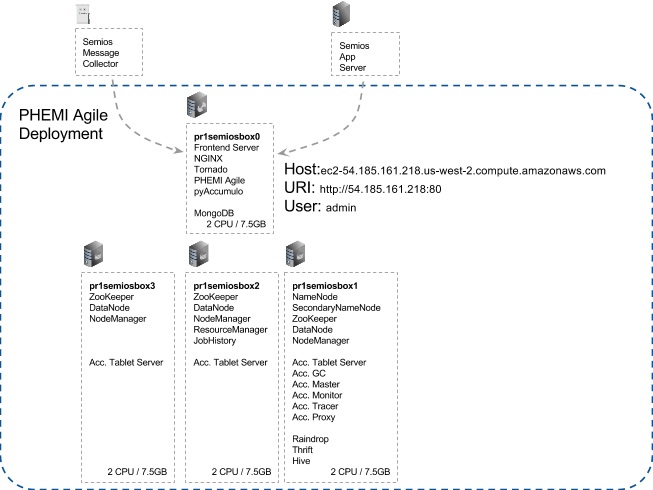 Semios
Message
Collector
Semios
App
Server
PHEMI Agile
Deployment
pr1semiosbox0
Frontend Server
NGINX
Tornado
PHEMI Agile
pyAccumulo
MongoDB
2 CPU / 7.5GB
Host:ec2-54.185.161.218.us-west-2.compute.amazonaws.com
URI: http://54.185.161.218:80
User: admin
pr1semiosbox3
ZooKeeper
DataNode
NodeManager
Acc. Tablet Server
2 CPU / 7.5GB
pr1semiosbox2
ZooKeeper
DataNode
NodeManager
ResourceManager
JobHistory
Acc. Tablet Server
2 CPU / 7.5GB
pr1semiosbox1
NameNode
SecondaryNameNode
ZooKeeper
DataNode
NodeManager
Acc. Tablet Server
Acc. GC
Acc. Master
Acc. Monitor
Acc. Tracer
Acc. Proxy
Raindrop
Thrift
Hive
2 CPU / 7.5GB